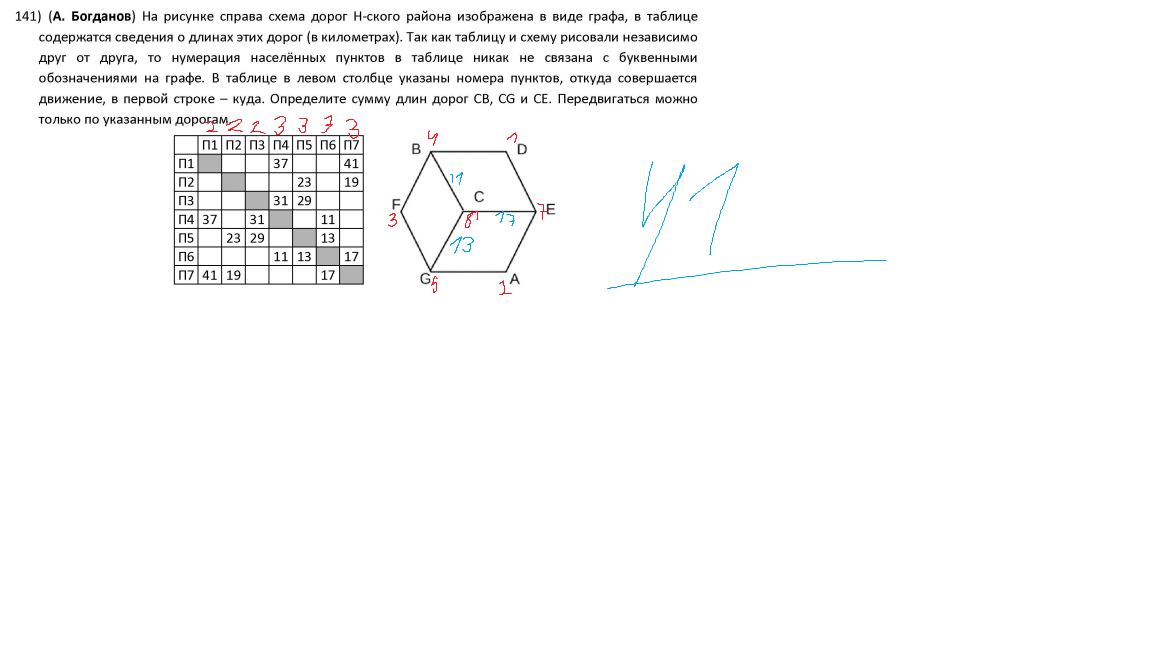 141) (А. Богданов) На рисунке справа схема дорог Н-ского района изображена в виде графа, в таблице
содержатся сведения о длинах этих дорог (в километрах). Так как таблицу и схему рисовали независимо
друг от друга, то нумерация населённых пунктов в таблице никак не связана с буквенными
обозначениями на графе. В таблице в левом столбце указаны номера пунктов, откуда совершается
движение, в первой строке – куда. Определите сумму длин дорог CB, CG и CE. Передвигаться можно
только по указанным дорогам.
2 2 2 3 3 3 3
П1 П2 П3 П4 П5 П6 П7
П1 37 41
П2 23 19
П3 31 29
П4 37 31 11
П5 23 29 13
П6 11 13 17
П7 41 19 17
4 1
B D
11
C
F E
3 6 17 7
13
G A
5 2
41